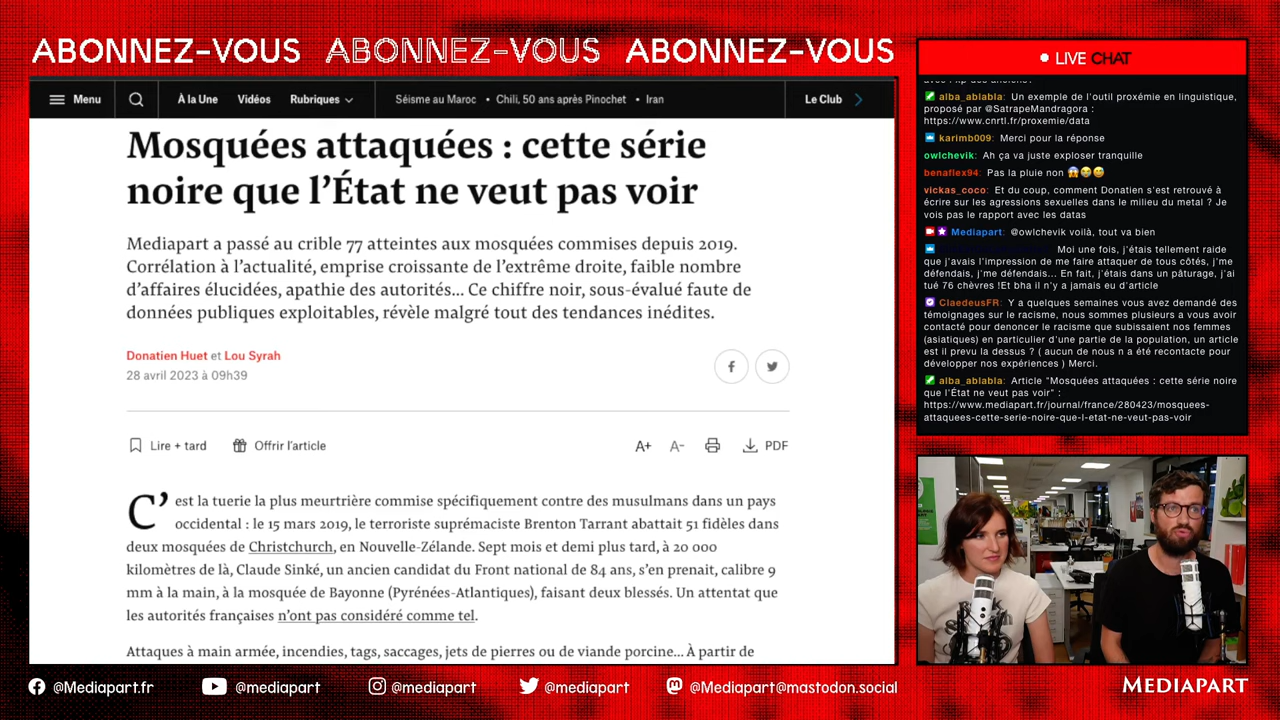 ABONNEZ-VOUS ABONNEZ-VOUS ABONNEZ-VOUS
Menu
À la Une Vidéos Rubriques
Séisme au Maroc • Chili, 50 ans après Pinochet • Iran
Le Club
Mosquées attaquées : cette série
noire que l’État ne veut pas voir
Mediapart a passé au crible 77 atteintes aux mosquées commises depuis 2019.
Corrélation à l’actualité, emprise croissante de l’extrême droite, faible nombre
d’affaires élucidées, apathie des autorités… Ce chiffre noir, sous-évalué faute de
données publiques exploitables, révèle malgré tout des tendances inédites.
Donatien Huet et Lou Syrah
28 avril 2023 à 09h39
Lire + tard Offrir l’article
A+ A- PDF
C’est la tuerie la plus meurtrière commise spécifiquement contre des musulmans dans un pays
occidental : le 15 mars 2019, le terroriste suprémaciste Brenton Tarrant abattait 51 fidèles dans
deux mosquées de Christchurch, en Nouvelle-Zélande. Sept mois et demi plus tard, à 20 000
kilomètres de là, Claude Sinké, un ancien candidat du Front national de 84 ans, s’en prenait, calibre 9
mm à la main, à la mosquée de Bayonne (Pyrénées-Atlantiques), faisant deux blessés. Un attentat que
les autorités françaises n’ont pas considéré comme tel.
Attaques à main armée, incendies, tags, saccages, jets de pierres ou de viande porcine… À partir de
LIVE CHAT
alba_ablabla: Un exemple de l'outil proxémie en linguistique,
proposé par @SatrapeMandragora :
https://www.cnrtl.fr/proxemie/data
karimb009: Merci pour la réponse
owlchevik: Ah ça va juste exploser tranquille
benaflex94: Pas la pluie non 😱😂😅
vickas_coco: Et du coup, comment Donatien s'est retrouvé à
écrire sur les agressions sexuelles dans le milieu du metal ? Je
vois pas le rapport avec les datas
Mediapart: @owlchevik voilà, tout va bien
Moi une fois, j'étais tellement raide
que j'avais l'impression de me faire attaquer de tous côtés, j'me
défendais, j'me défendais... En fait, j'étais dans un pâturage, j'ai
tué 76 chèvres !Et bha il n'y a jamais eu d'article
ClaedeusFR: Y a quelques semaines vous avez demandé des
témoignages sur le racisme, nous sommes plusieurs a vous avoir
contacté pour denoncer le racisme que subissaient nos femmes
(asiatiques) en particulier d'une partie de la population, un article
est il prevu la dessus ? ( aucun de nous n a été recontacte pour
développer nos expériences ) Merci.
alba_ablabla: Article "Mosquées attaquées : cette série noire
que l'État ne veut pas voir" :
https://www.mediapart.fr/journal/france/280423/mosquees-
attaquees-cette-serie-noire-que-l-etat-ne-veut-pas-voir
@Mediapart.fr @mediapart @mediapart @mediapart @Mediapart@mastodon.social
MEDIAPART